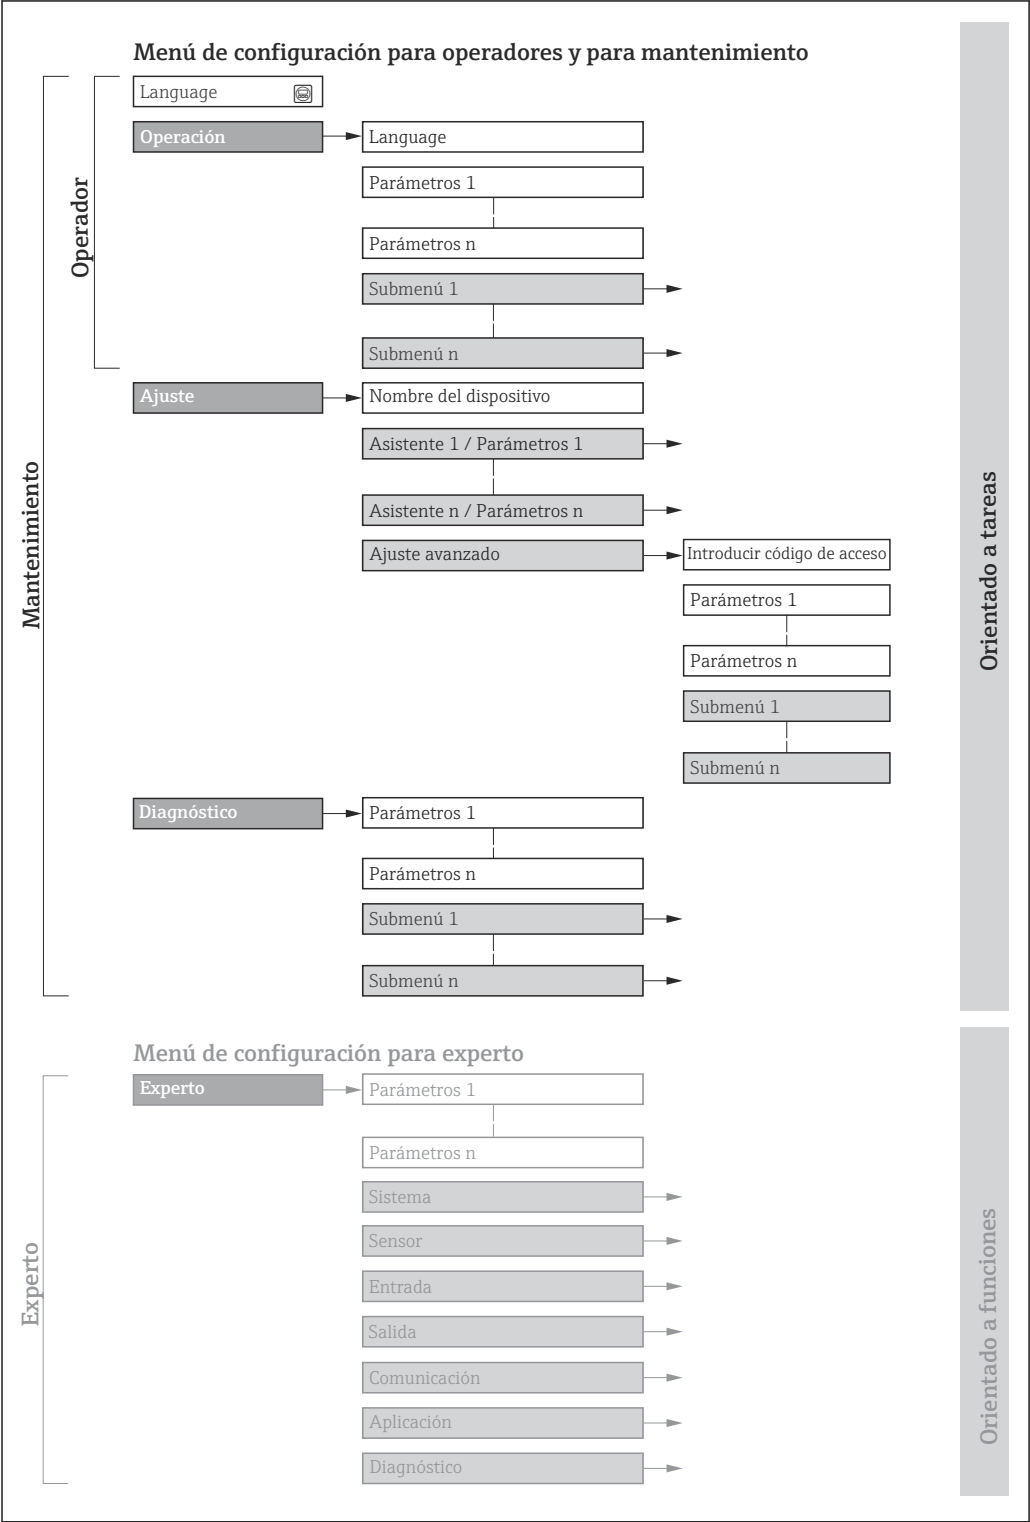 Menú de configuración para operadores y para mantenimiento
Language
Operación
Language
Parámetros 1
Parámetros n
Submenú 1
Submenú n
Operador
Ajuste
Nombre del dispositivo
Asistente 1 / Parámetros 1
Asistente n / Parámetros n
Ajuste avanzado
Introducir código de acceso
Parámetros 1
Parámetros n
Submenú 1
Submenú n
Mantenimiento
Orientado a tareas
Diagnóstico
Parámetros 1
Parámetros n
Submenú 1
Submenú n
Menú de configuración para experto
Experto
Parámetros 1
Parámetros n
Sistema
Sensor
Entrada
Salida
Comunicación
Aplicación
Diagnóstico
Experto
Orientado a funciones